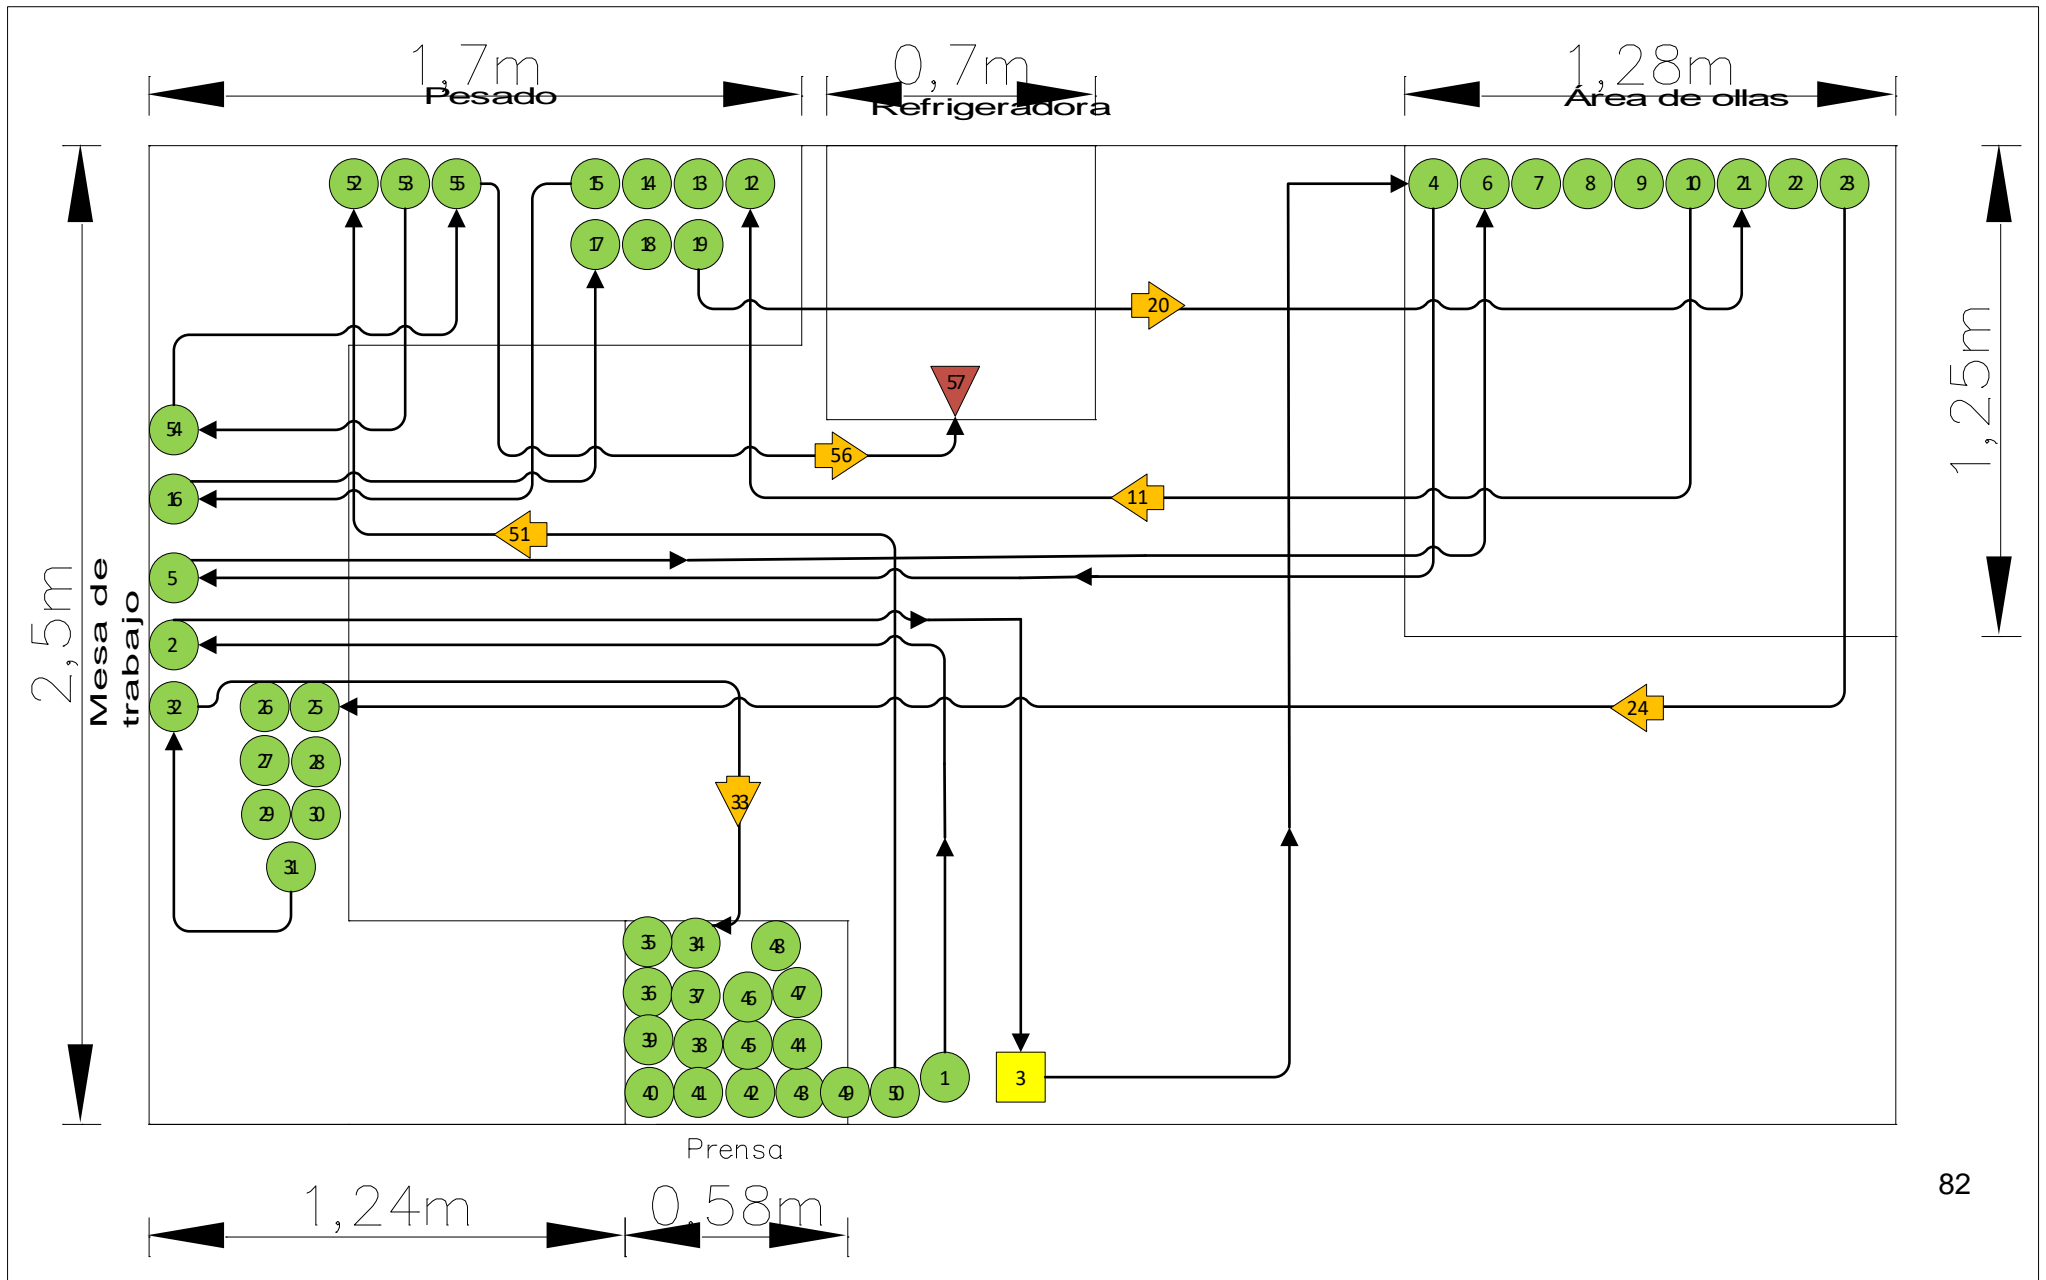 1,7m
0,7m
1,28m
Pesado
Refrigeradora
Área de ollas
52 53 55 15 14 13 12 4 6 7 8 9 10 21 22 23
17 18 19
20
57
1,25m
54
56
16
11
51
5
2,5m
Mesa de
trabajo
2
32 26 25 24
27 28
33
29 30
31
35 34 48
36 37 46 47
39 38 45 44
40 41 42 43 49 50 1 3
Prensa
82
1,24m
0,58m